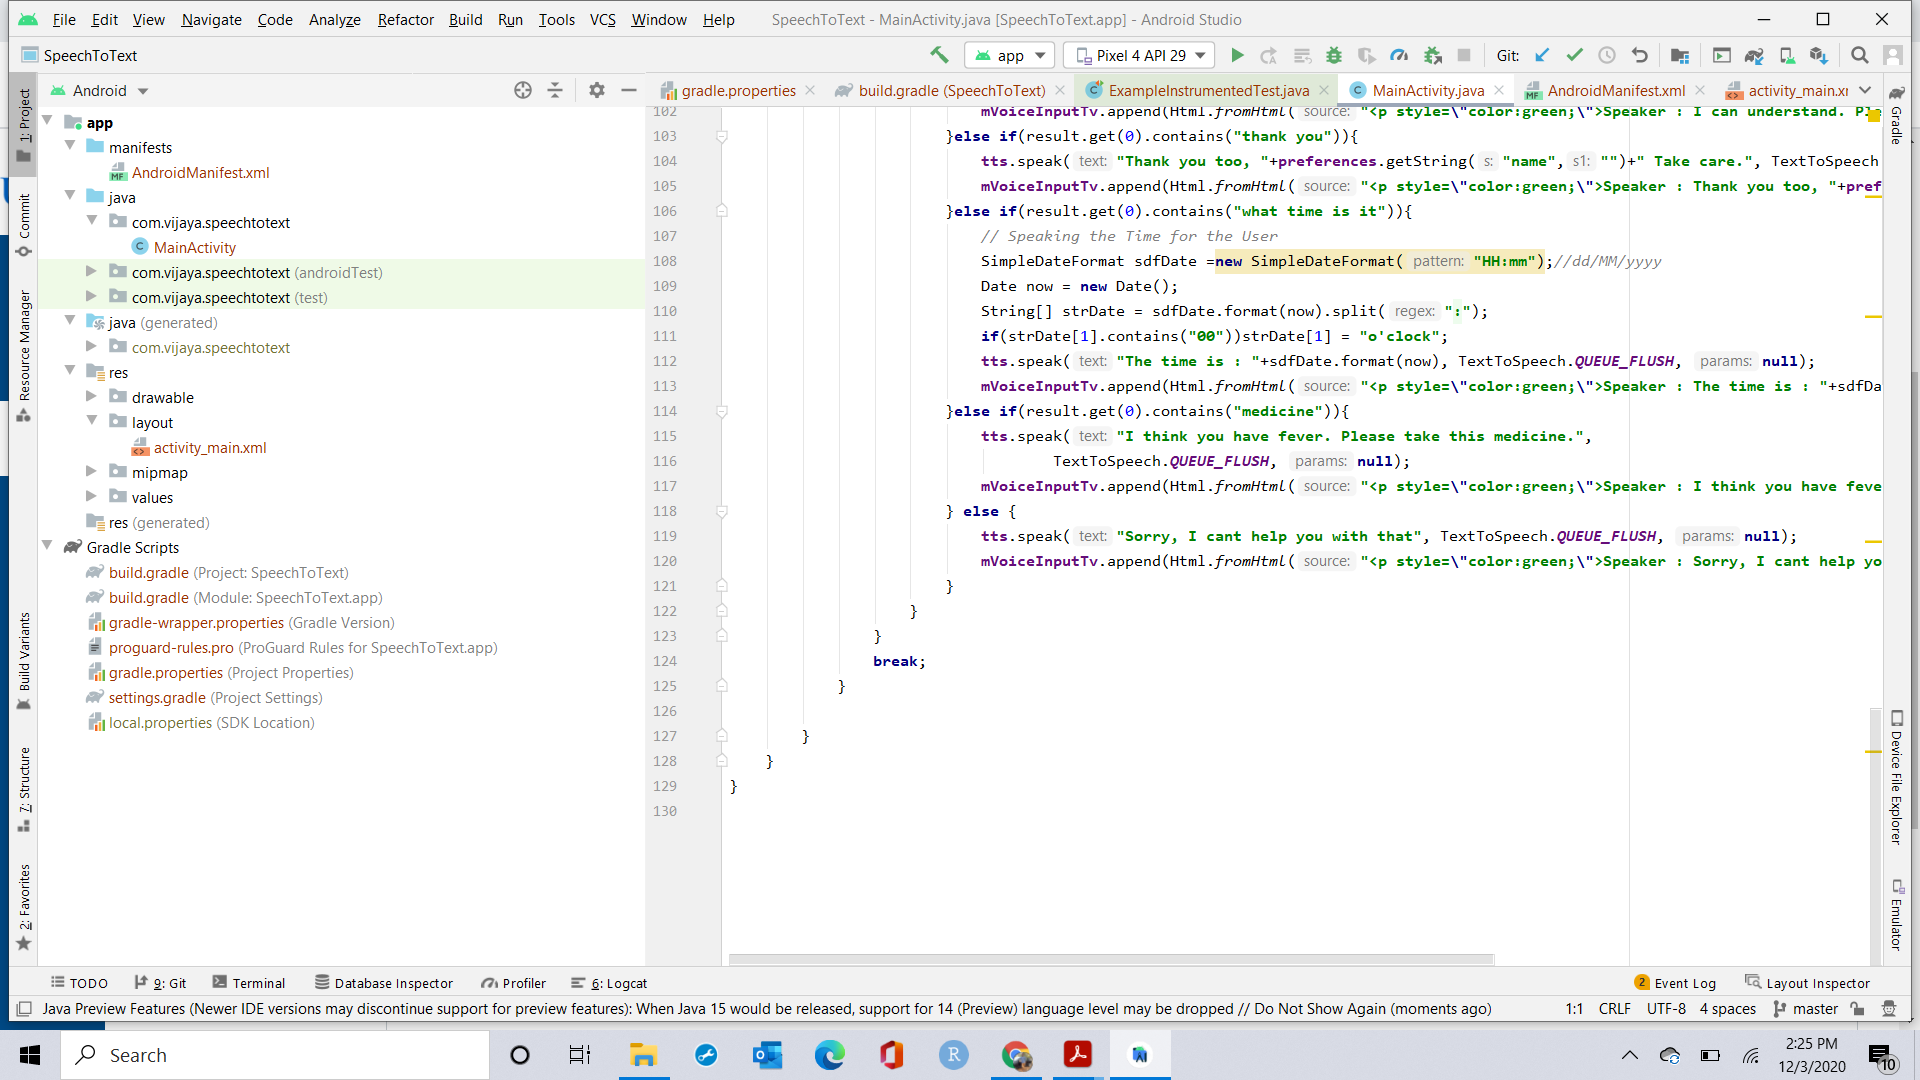 File Edit View Navigate Code Analyze Refactor Build Run Tools VCS Window Help SpeechToText - MainActivity.java [SpeechToText.app] - Android Studio
SpeechToText app Pixel 4 API 29 Git:
Android
gradle.properties build.gradle (SpeechToText) ExampleInstrumentedTest.java MainActivity.java AndroidManifest.xml activity_main.xr
1: Project
Commit
Resource Manager
Build Variants
7: Structure
2: Favorites
app
manifests
AndroidManifest.xml
java
com.vijaya.speechtotext
MainActivity
com.vijaya.speechtotext (androidTest)
com.vijaya.speechtotext (test)
java (generated)
com.vijaya.speechtotext
res
drawable
layout
activity_main.xml
mipmap
values
res (generated)
Gradle Scripts
build.gradle (Project: SpeechToText)
build.gradle (Module: SpeechToText.app)
gradle-wrapper.properties (Gradle Version)
proguard-rules.pro (ProGuard Rules for SpeechToText.app)
gradle.properties (Project Properties)
settings.gradle (Project Settings)
local.properties (SDK Location)
102 mVoiceInputTv.append(Html.fromHtml( source: "<p style=\"color:green;\">Speaker : I can understand. Ple
103 }else if(result.get(0).contains("thank you")){
104 tts.speak( text: "Thank you too, "+preferences.getString( s: "name", s1: "")+" Take care.", TextToSpeech
105 mVoiceInputTv.append(Html.fromHtml( source: "<p style=\"color:green;\">Speaker : Thank you too, "+pref
106 }else if(result.get(0).contains("what time is it")){
107 // Speaking the Time for the User
108 SimpleDateFormat sdfDate =new SimpleDateFormat( pattern: "HH:mm");//dd/MM/yyyy
109 Date now = new Date();
110 String[] strDate = sdfDate.format(now).split( regex: ":");
111 if(strDate[1].contains("00"))strDate[1] = "o'clock";
112 tts.speak( text: "The time is : "+sdfDate.format(now), TextToSpeech.QUEUE_FLUSH, params: null);
113 mVoiceInputTv.append(Html.fromHtml( source: "<p style=\"color:green;\">Speaker : The time is : "+sdfDa
114 }else if(result.get(0).contains("medicine")){
115 tts.speak( text: "I think you have fever. Please take this medicine.",
116 TextToSpeech.QUEUE_FLUSH, params: null);
117 mVoiceInputTv.append(Html.fromHtml( source: "<p style=\"color:green;\">Speaker : I think you have feve
118 } else {
119 tts.speak( text: "Sorry, I cant help you with that", TextToSpeech.QUEUE_FLUSH, params: null);
120 mVoiceInputTv.append(Html.fromHtml( source: "<p style=\"color:green;\">Speaker : Sorry, I cant help yo
121 }
122 }
123 }
124 break;
125 }
126
127 }
128 }
129 }
130
Gradle
Device File Explorer
Emulator
TODO 9: Git Terminal Database Inspector Profiler 6: Logcat 2 Event Log Layout Inspector
Java Preview Features (Newer IDE versions may discontinue support for preview features): When Java 15 would be released, support for 14 (Preview) language level may be dropped // Do Not Show Again (moments ago) 1:1 CRLF UTF-8 4 spaces master
Search 2:25 PM
12/3/2020 10